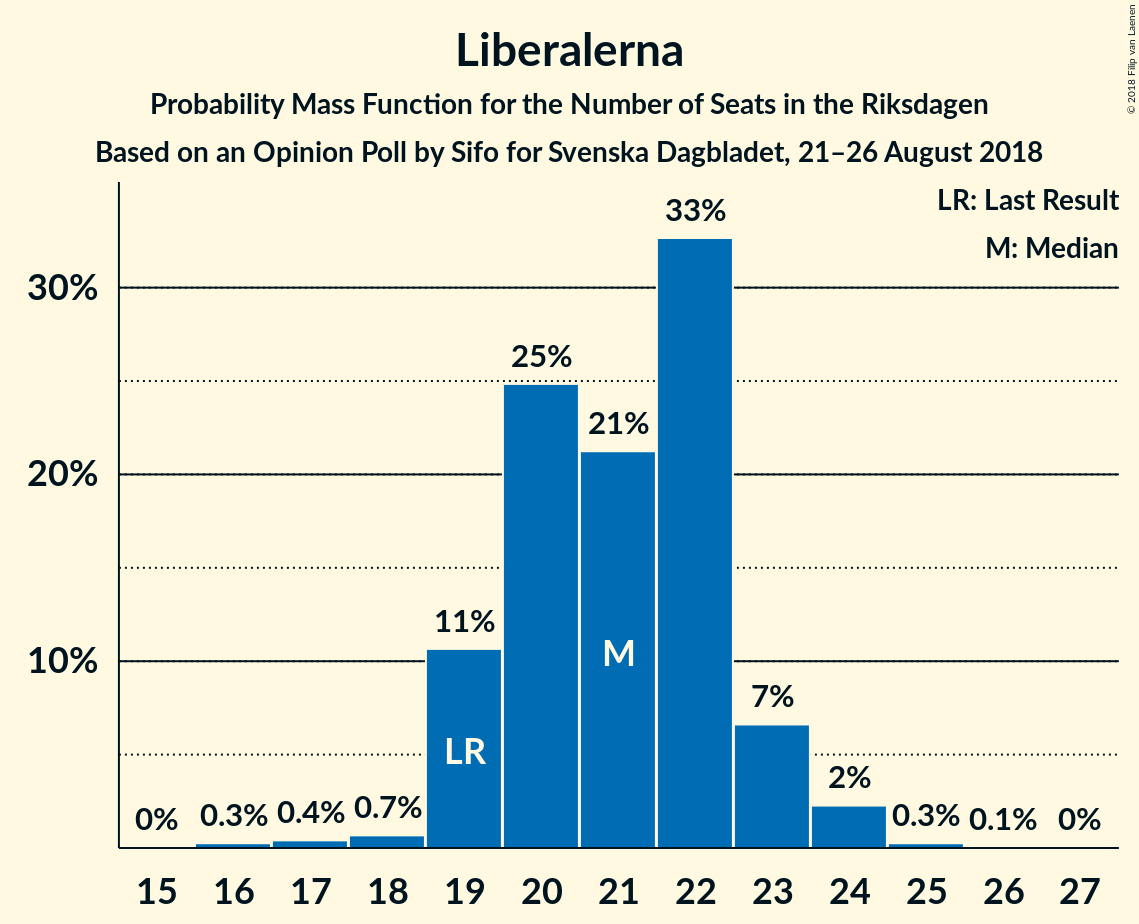 Liberalerna
Probability Mass Function for the Number of Seats in the Riksdagen
Based on an Opinion Poll by Sifo for Svenska Dagbladet, 21–26 August 2018
© 2018 Filip van Laenen
LR: Last Result
M: Median
30%
20%
10%
0% 0.3% 0.4% 0.7% 11% 25% 21% 33% 7% 2% 0.3% 0.1% 0%
LR
M
15 16 17 18 19 20 21 22 23 24 25 26 27